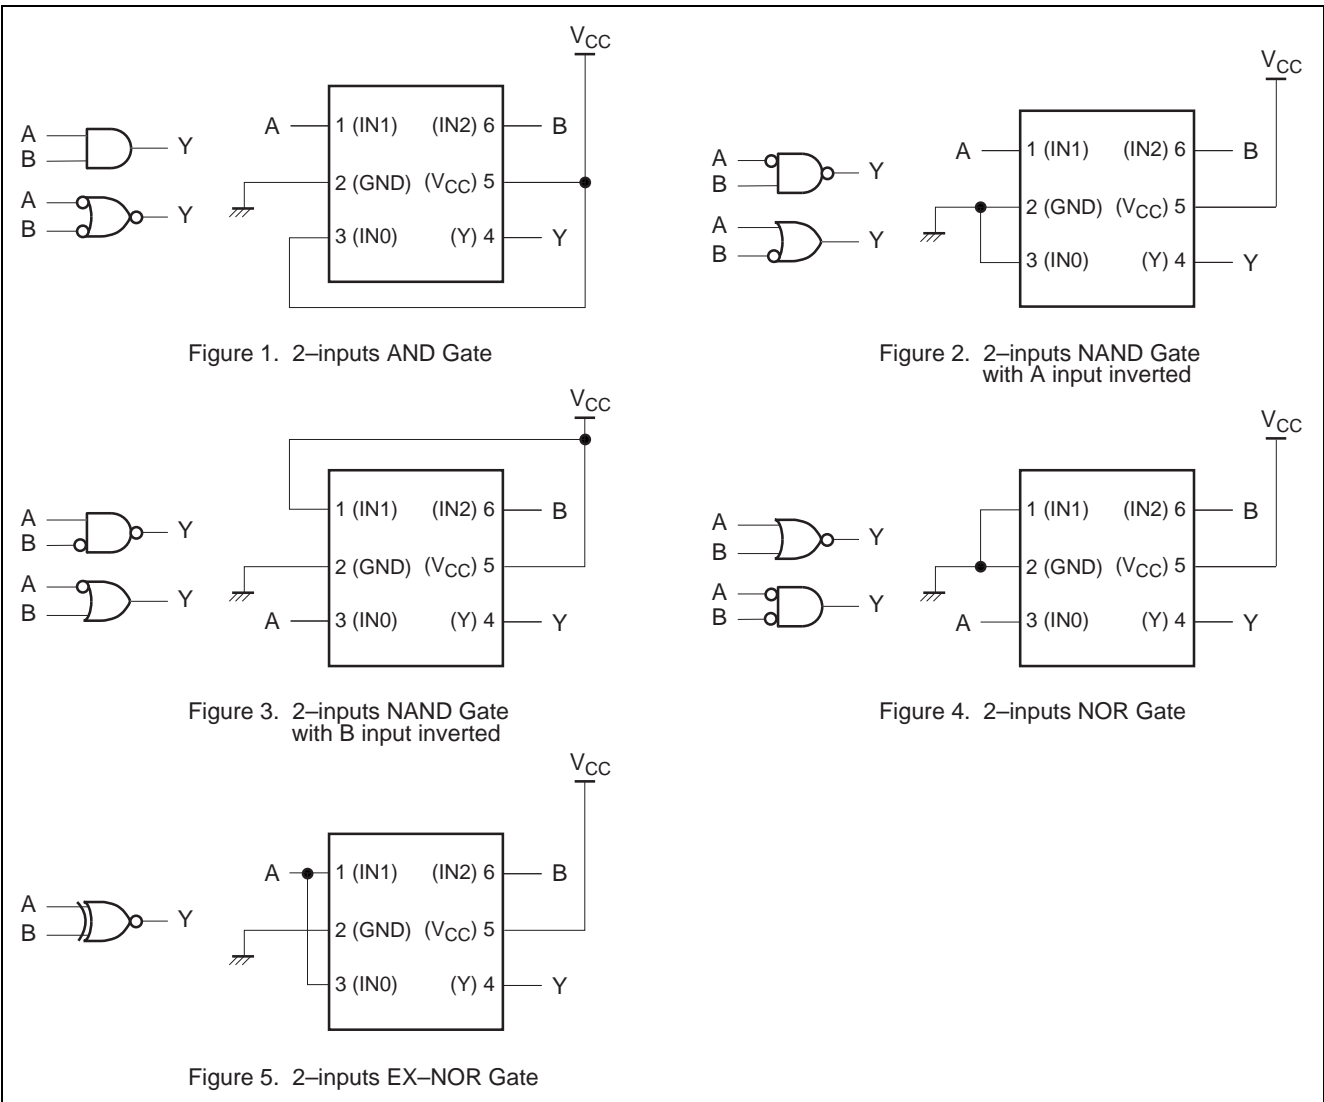 VCC
A
B
Y
A
B
Y
A
1 (IN1) (IN2) 6
B
2 (GND) (VCC) 5
3 (IN0) (Y) 4
Y
Figure 1. 2–inputs AND Gate
VCC
A
B
Y
A
B
Y
A
1 (IN1) (IN2) 6
B
2 (GND) (VCC) 5
3 (IN0) (Y) 4
Y
Figure 2. 2–inputs NAND Gate
with A input inverted
VCC
A
B
Y
A
B
Y
1 (IN1) (IN2) 6
B
2 (GND) (VCC) 5
A
3 (IN0) (Y) 4
Y
Figure 3. 2–inputs NAND Gate
with B input inverted
VCC
A
B
Y
A
B
Y
1 (IN1) (IN2) 6
B
2 (GND) (VCC) 5
A
3 (IN0) (Y) 4
Y
Figure 4. 2–inputs NOR Gate
VCC
A
B
Y
A
1 (IN1) (IN2) 6
B
2 (GND) (VCC) 5
3 (IN0) (Y) 4
Y
Figure 5. 2–inputs EX–NOR Gate